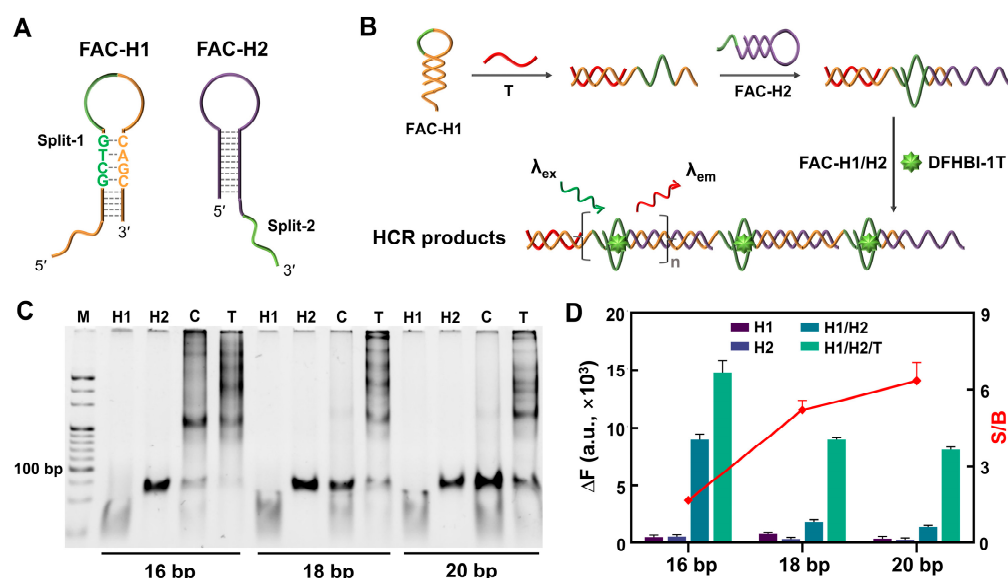 A
FAC-H1
FAC-H2
Split-1
G
T
C
G
C
A
G
C
5′
3′
5′
Split-2
3′
B
FAC-H1
T
FAC-H2
FAC-H1/H2
DFHBI-1T
λex
λem
HCR products
n
C
M H1 H2 C T H1 H2 C T H1 H2 C T
100 bp
16 bp 18 bp 20 bp
D
H1
H2
H1/H2
H1/H2/T
ΔF (a.u., ×10³)
20
15
10
5
0
9
6
3
0
S/B
16 bp 18 bp 20 bp